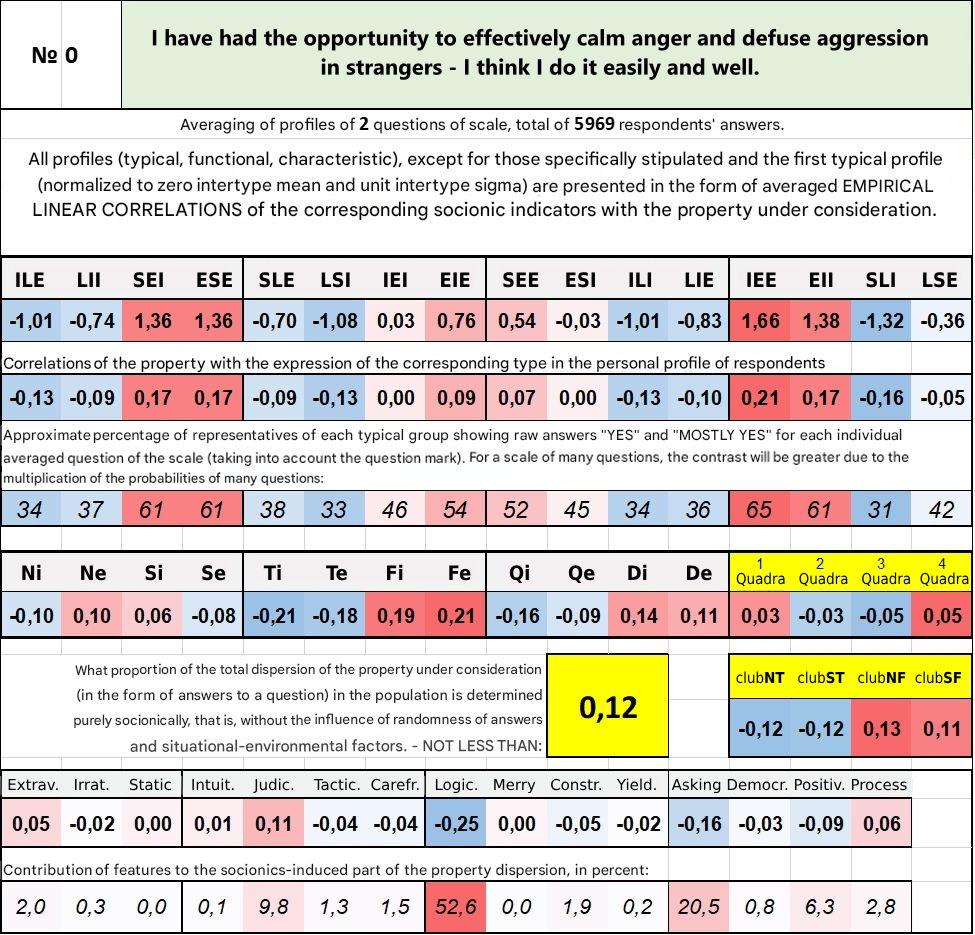 № 0
I have had the opportunity to effectively calm anger and defuse aggression
in strangers - I think I do it easily and well.
Averaging of profiles of 2 questions of scale, total of 5969 respondents' answers.
All profiles (typical, functional, characteristic), except for those specifically stipulated and the first typical profile
(normalized to zero intertype mean and unit intertype sigma) are presented in the form of averaged EMPIRICAL
LINEAR CORRELATIONS of the corresponding socionic indicators with the property under consideration.
ILE LII SEI ESE SLE LSI IEI EIE SEE ESI ILI LIE IEE EII SLI LSE
-1,01 -0,74 1,36 1,36 -0,70 -1,08 0,03 0,76 0,54 -0,03 -1,01 -0,83 1,66 1,38 -1,32 -0,36
Correlations of the property with the expression of the corresponding type in the personal profile of respondents
-0,13 -0,09 0,17 0,17 -0,09 -0,13 0,00 0,09 0,07 0,00 -0,13 -0,10 0,21 0,17 -0,16 -0,05
Approximate percentage of representatives of each typical group showing raw answers "YES" and "MOSTLY YES" for each individual
averaged question of the scale (taking into account the question mark). For a scale of many questions, the contrast will be greater due to the
multiplication of the probabilities of many questions:
34 37 61 61 38 33 46 54 52 45 34 36 65 61 31 42
Ni Ne Si Se Ti Te Fi Fe Qi Qe Di De 1 Quadra 2 Quadra 3 Quadra 4 Quadra
-0,10 0,10 0,06 -0,08 -0,21 -0,18 0,19 0,21 -0,16 -0,09 0,14 0,11 0,03 -0,03 -0,05 0,05
What proportion of the total dispersion of the property under consideration
(in the form of answers to a question) in the population is determined
purely socionically, that is, without the influence of randomness of answers
and situational-environmental factors. - NOT LESS THAN:
0,12
clubNT clubST clubNF clubSF
-0,12 -0,12 0,13 0,11
Extrav. Irrat. Static Intuit. Judic. Tactic. Carefr. Logic. Merry Constr. Yield. Asking Democr. Positiv. Process
0,05 -0,02 0,00 0,01 0,11 -0,04 -0,04 -0,25 0,00 -0,05 -0,02 -0,16 -0,03 -0,09 0,06
Contribution of features to the socionics-induced part of the property dispersion, in percent:
2,0 0,3 0,0 0,1 9,8 1,3 1,5 52,6 0,0 1,9 0,2 20,5 0,8 6,3 2,8